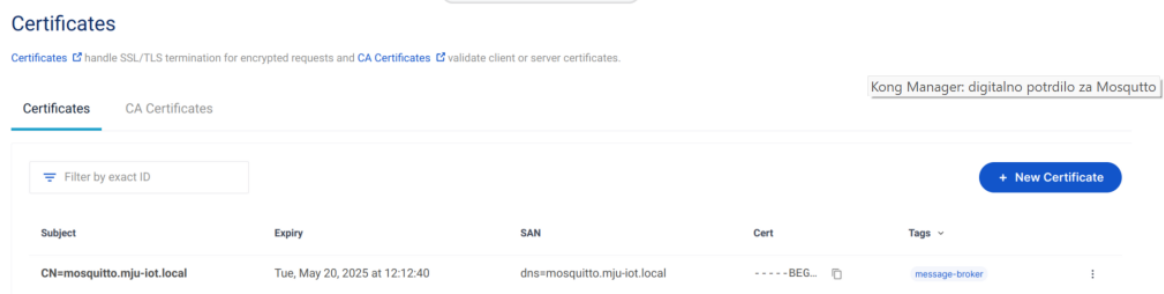 Certificates
Certificates handle SSL/TLS termination for encrypted requests and CA Certificates validate client or server certificates.
Kong Manager: digitalno potrdilo za Mosqutto
Certificates CA Certificates
Filter by exact ID
+ New Certificate
Subject Expiry SAN Cert Tags
CN=mosquitto.mju-iot.local Tue, May 20, 2025 at 12:12:40 dns=mosquitto.mju-iot.local -----BEG... message-broker